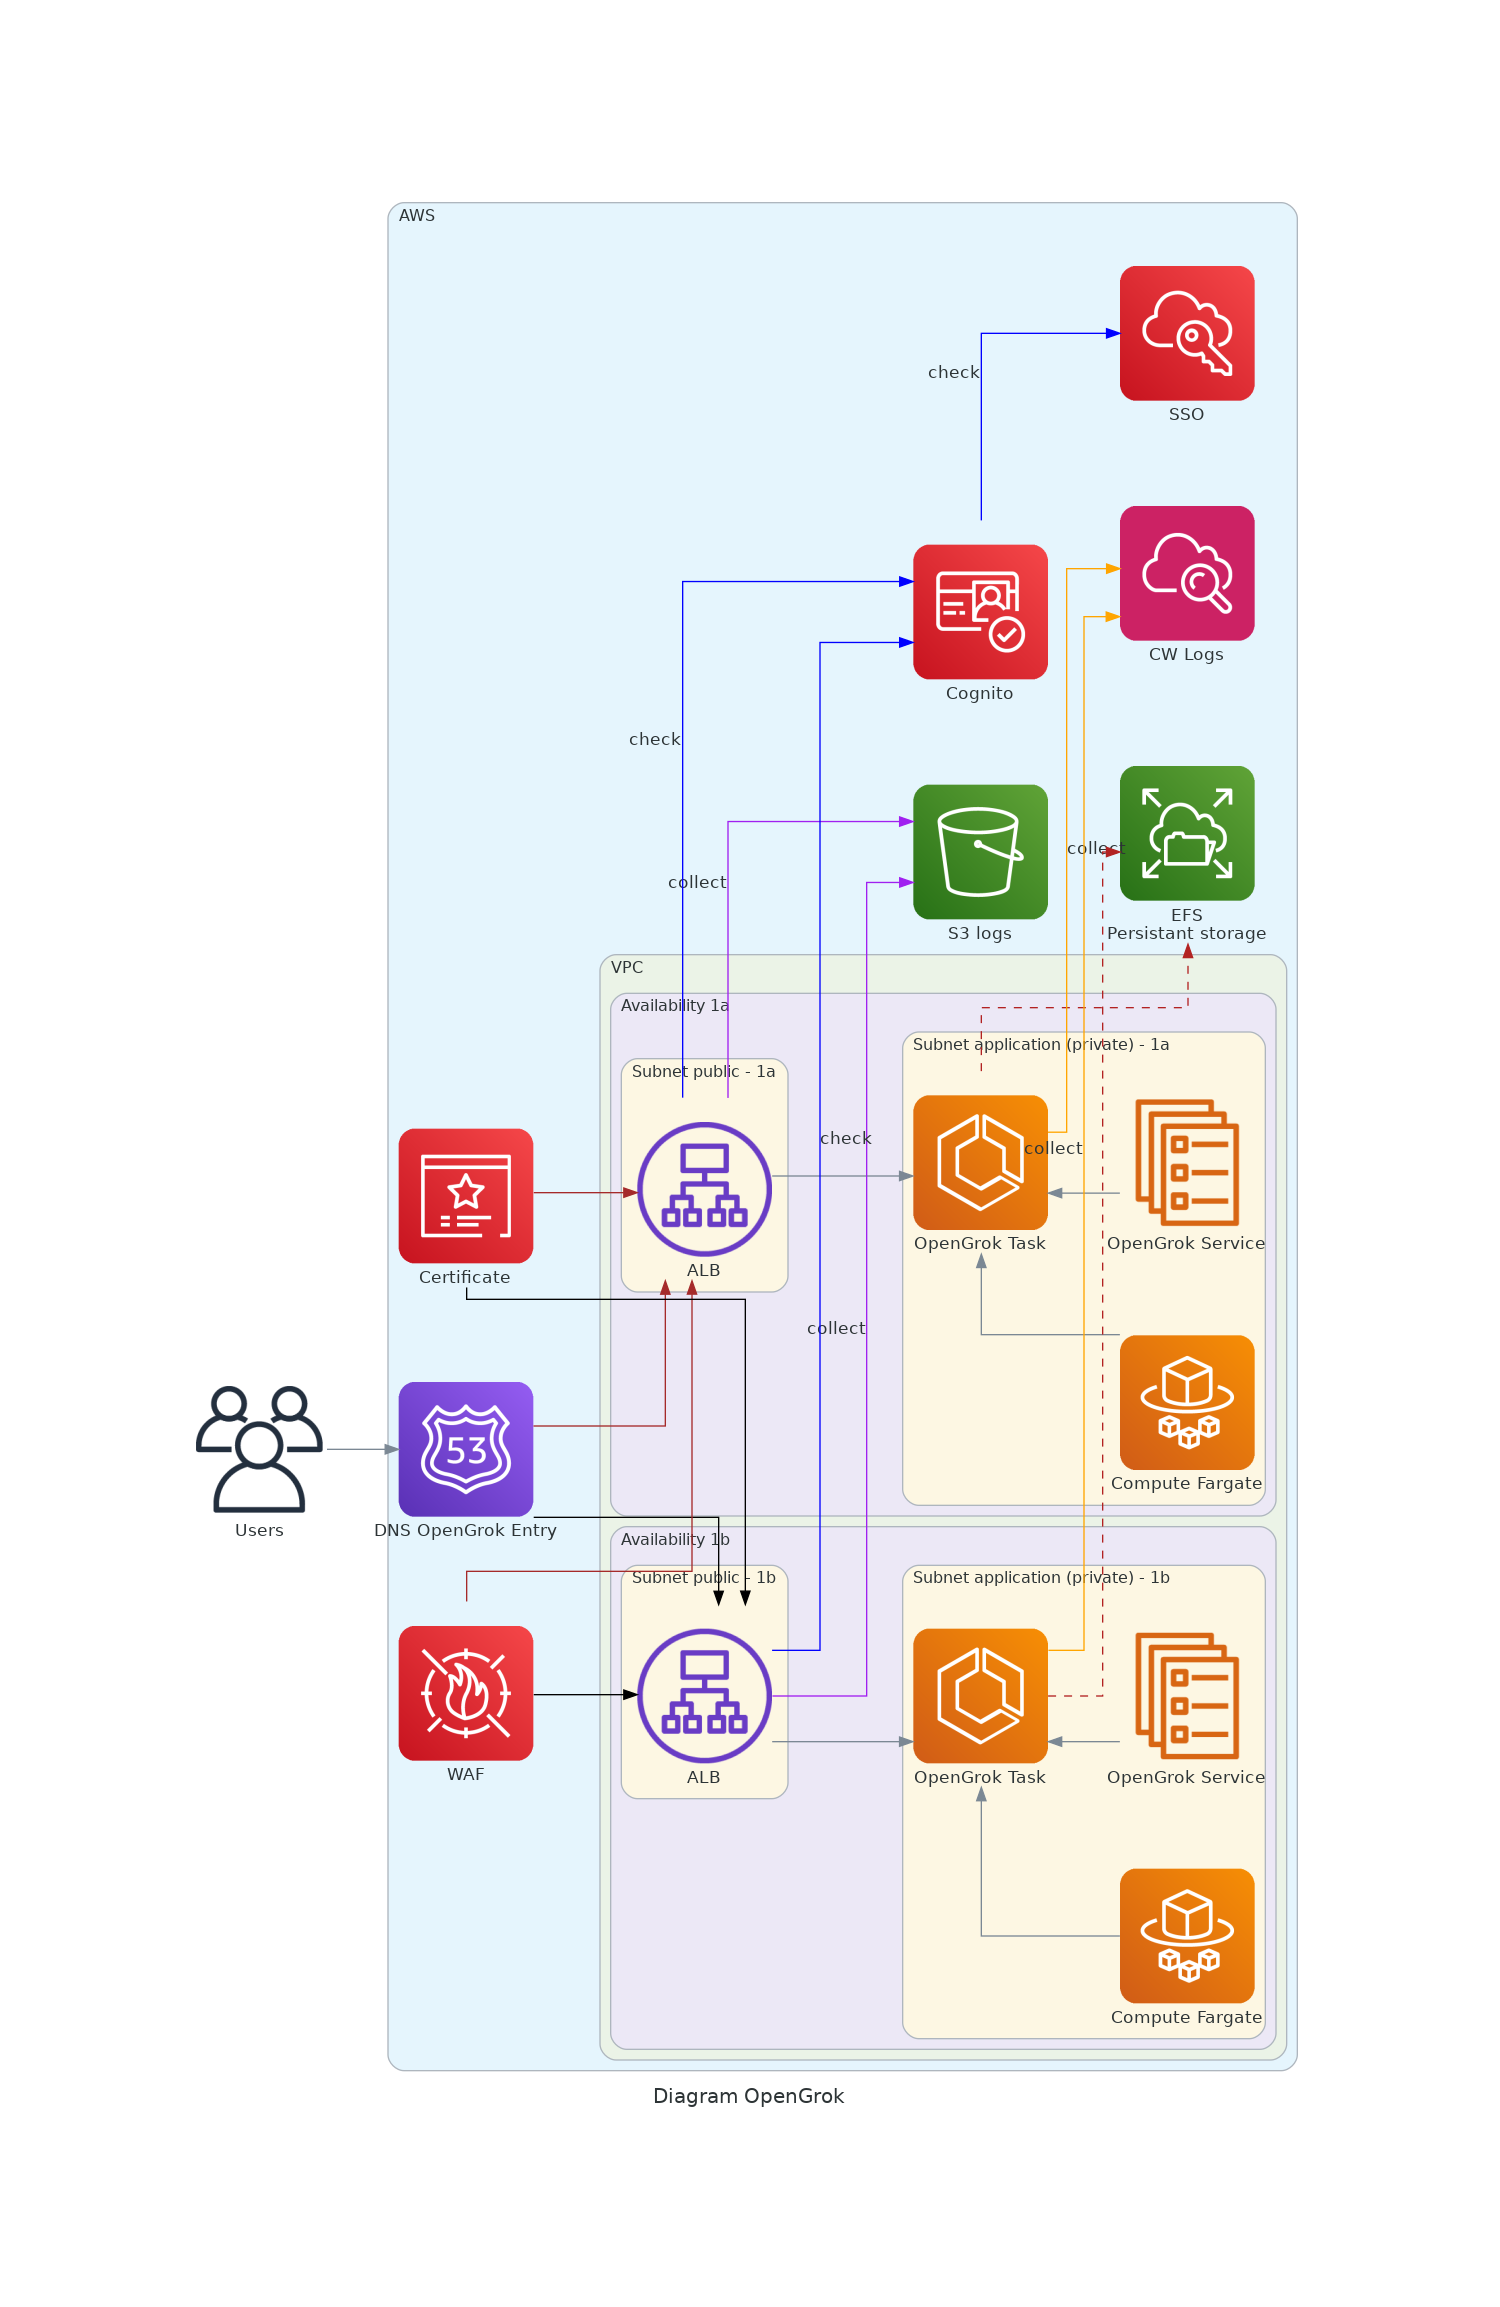 AWS
SSO
check
CW Logs
Cognito
check
collect
EFS
Persistant storage
collect
S3 logs
VPC
Availability 1a
Subnet application (private) - 1a
Subnet public - 1a
check
collect
OpenGrok Task
OpenGrok Service
ALB
Certificate
collect
53
Compute Fargate
Users
DNS OpenGrok Entry
Availability 1b
Subnet public - 1b
Subnet application (private) - 1b
WAF
ALB
OpenGrok Task
OpenGrok Service
Compute Fargate
Diagram OpenGrok